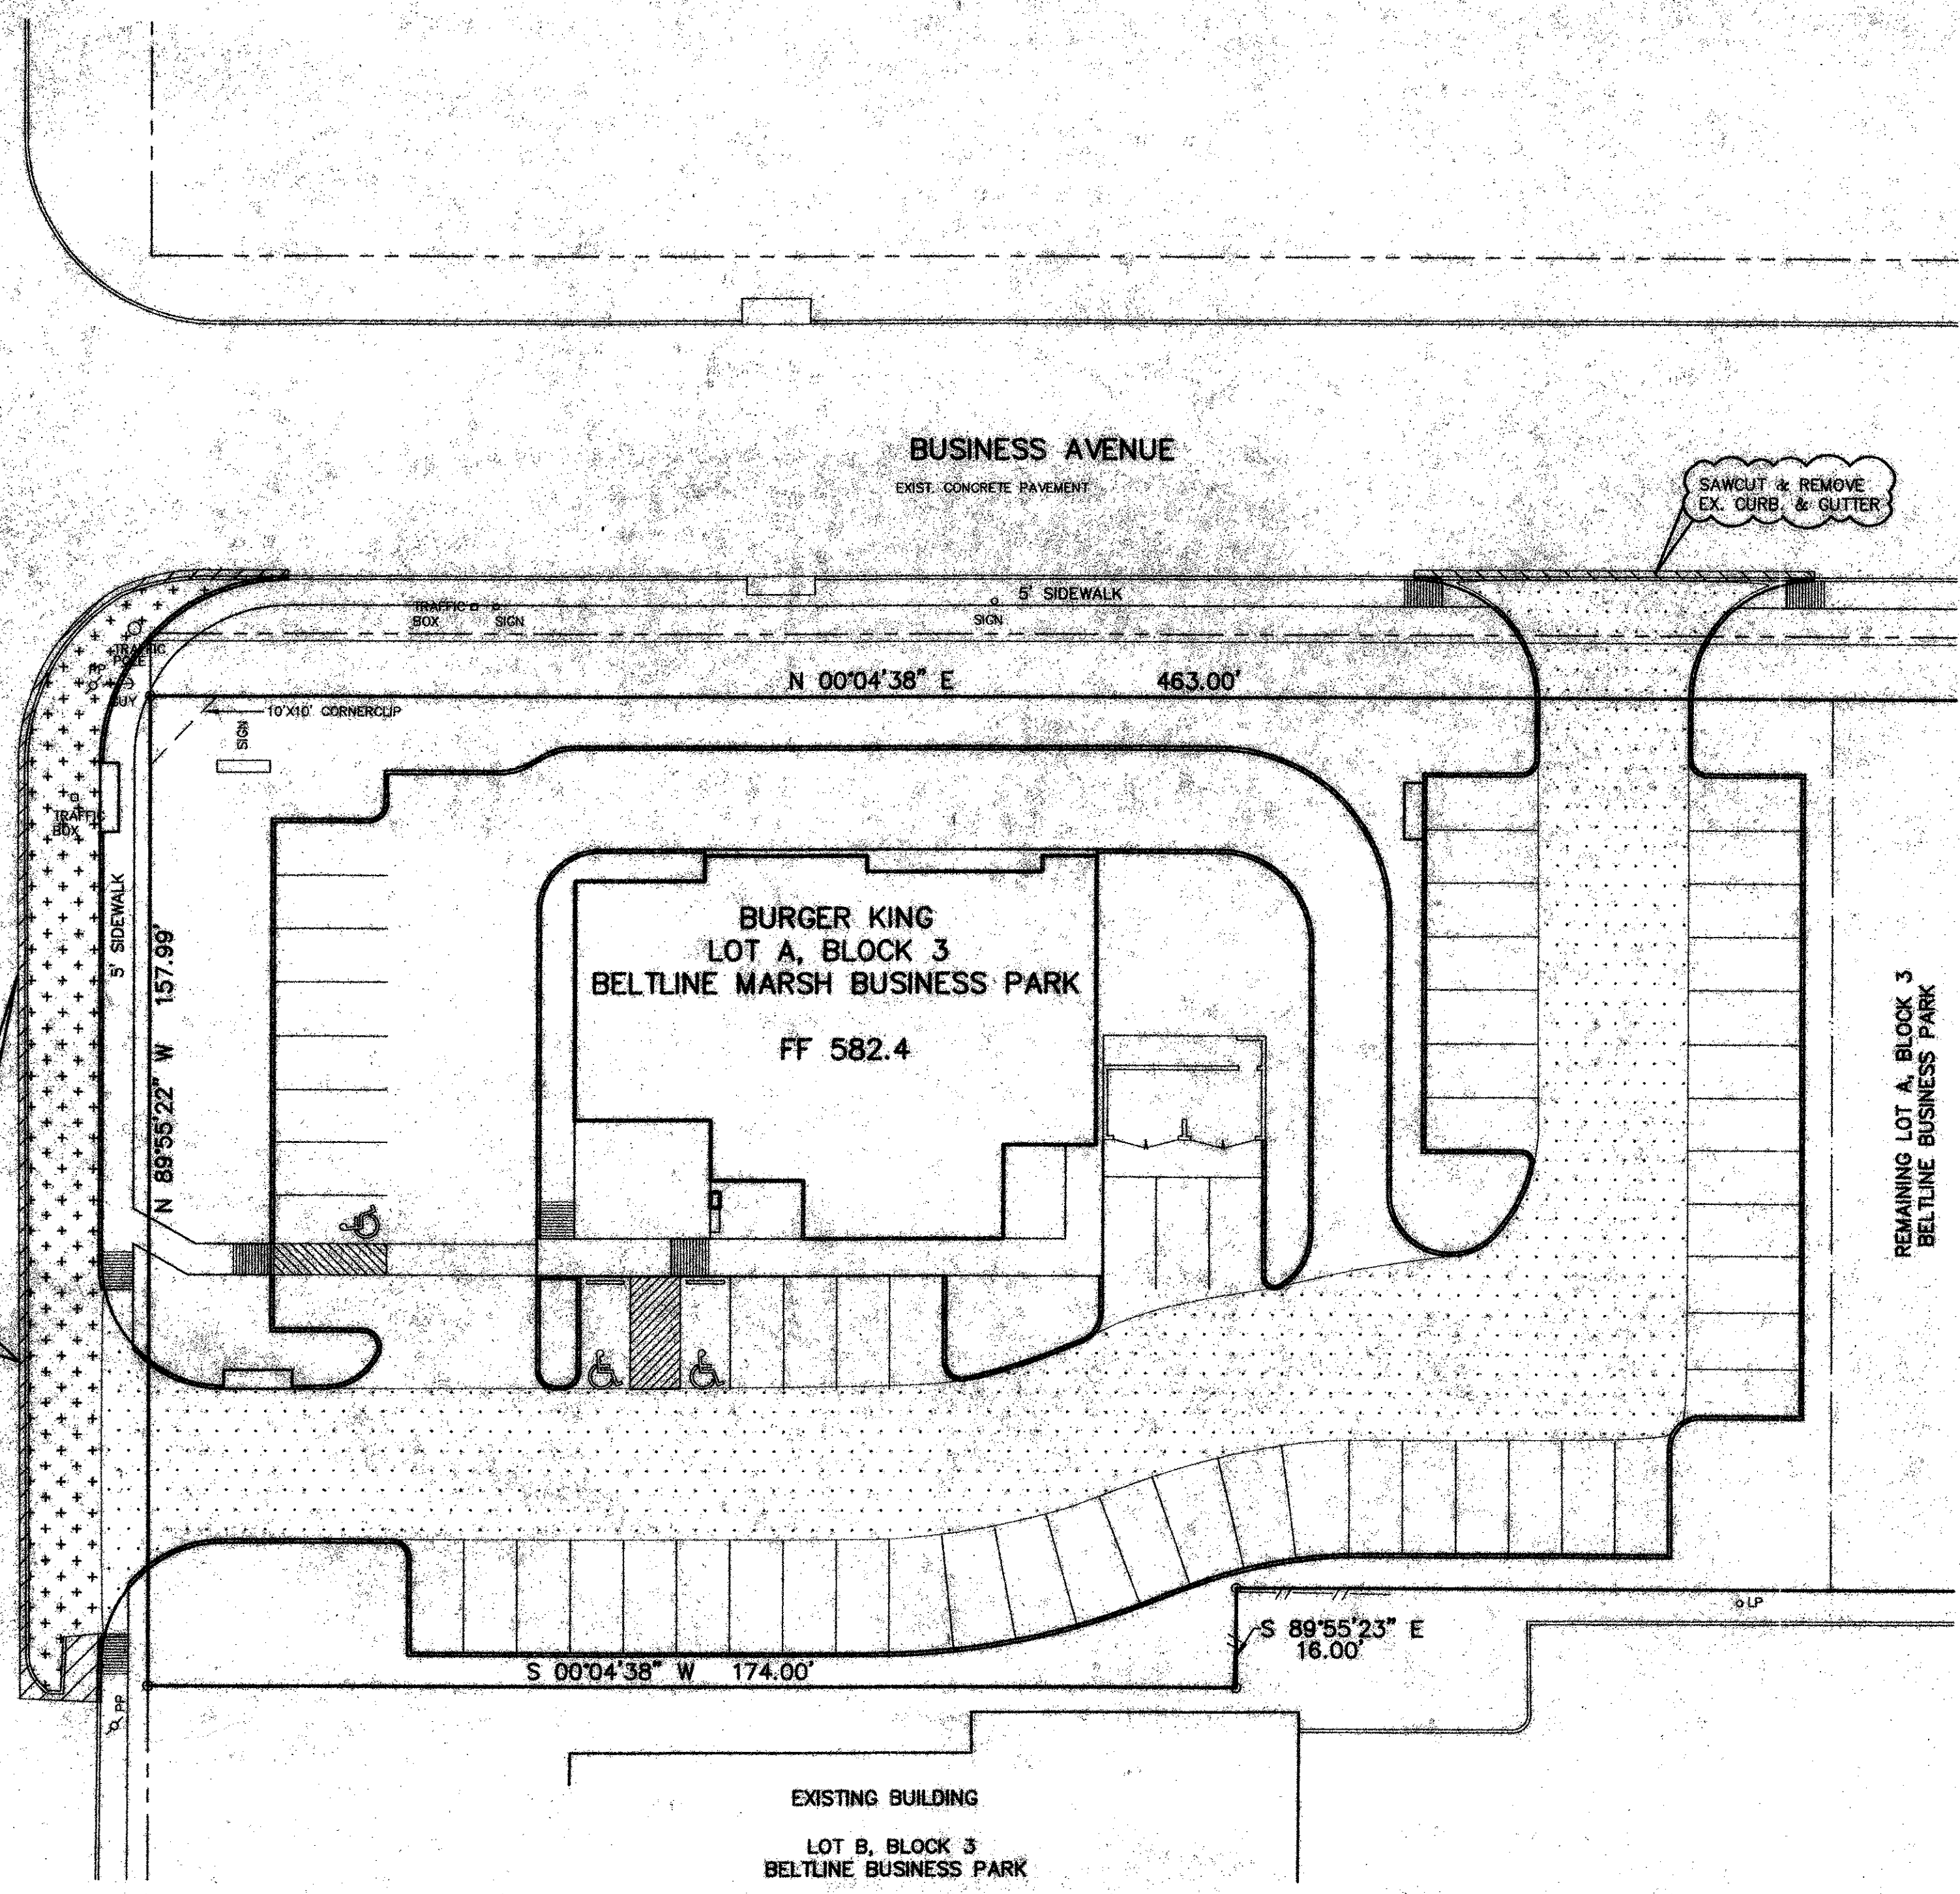 BUSINESS AVENUE
EXIST. CONCRETE PAVEMENT
SAWCUT & REMOVE
EX. CURB. & GUTTER
5' SIDEWALK
TRAFFIC
BOX
SIGN
SIGN
TRAFFIC
POLE
PP
GUY
N 00°04'38" E 463.00'
10'X10' CORNERCLIP
SIGN
TRAFFIC
BOX
5' SIDEWALK
N 89°55'22" W 157.99'
BURGER KING
LOT A, BLOCK 3
BELTLINE MARSH BUSINESS PARK
FF 582.4
REMAINING LOT A, BLOCK 3
BELTLINE BUSINESS PARK
LP
S 89°55'23" E
16.00'
S 00°04'38" W 174.00'
PP
EXISTING BUILDING
LOT B, BLOCK 3
BELTLINE BUSINESS PARK